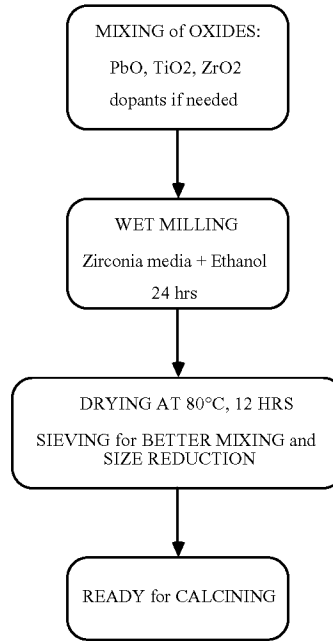 MIXING of OXIDES:
PbO, TiO2, ZrO2
dopants if needed
WET MILLING
Zirconia media + Ethanol
24 hrs
DRYING AT 80°C, 12 HRS
SIEVING for BETTER MIXING and
SIZE REDUCTION
READY for CALCINING